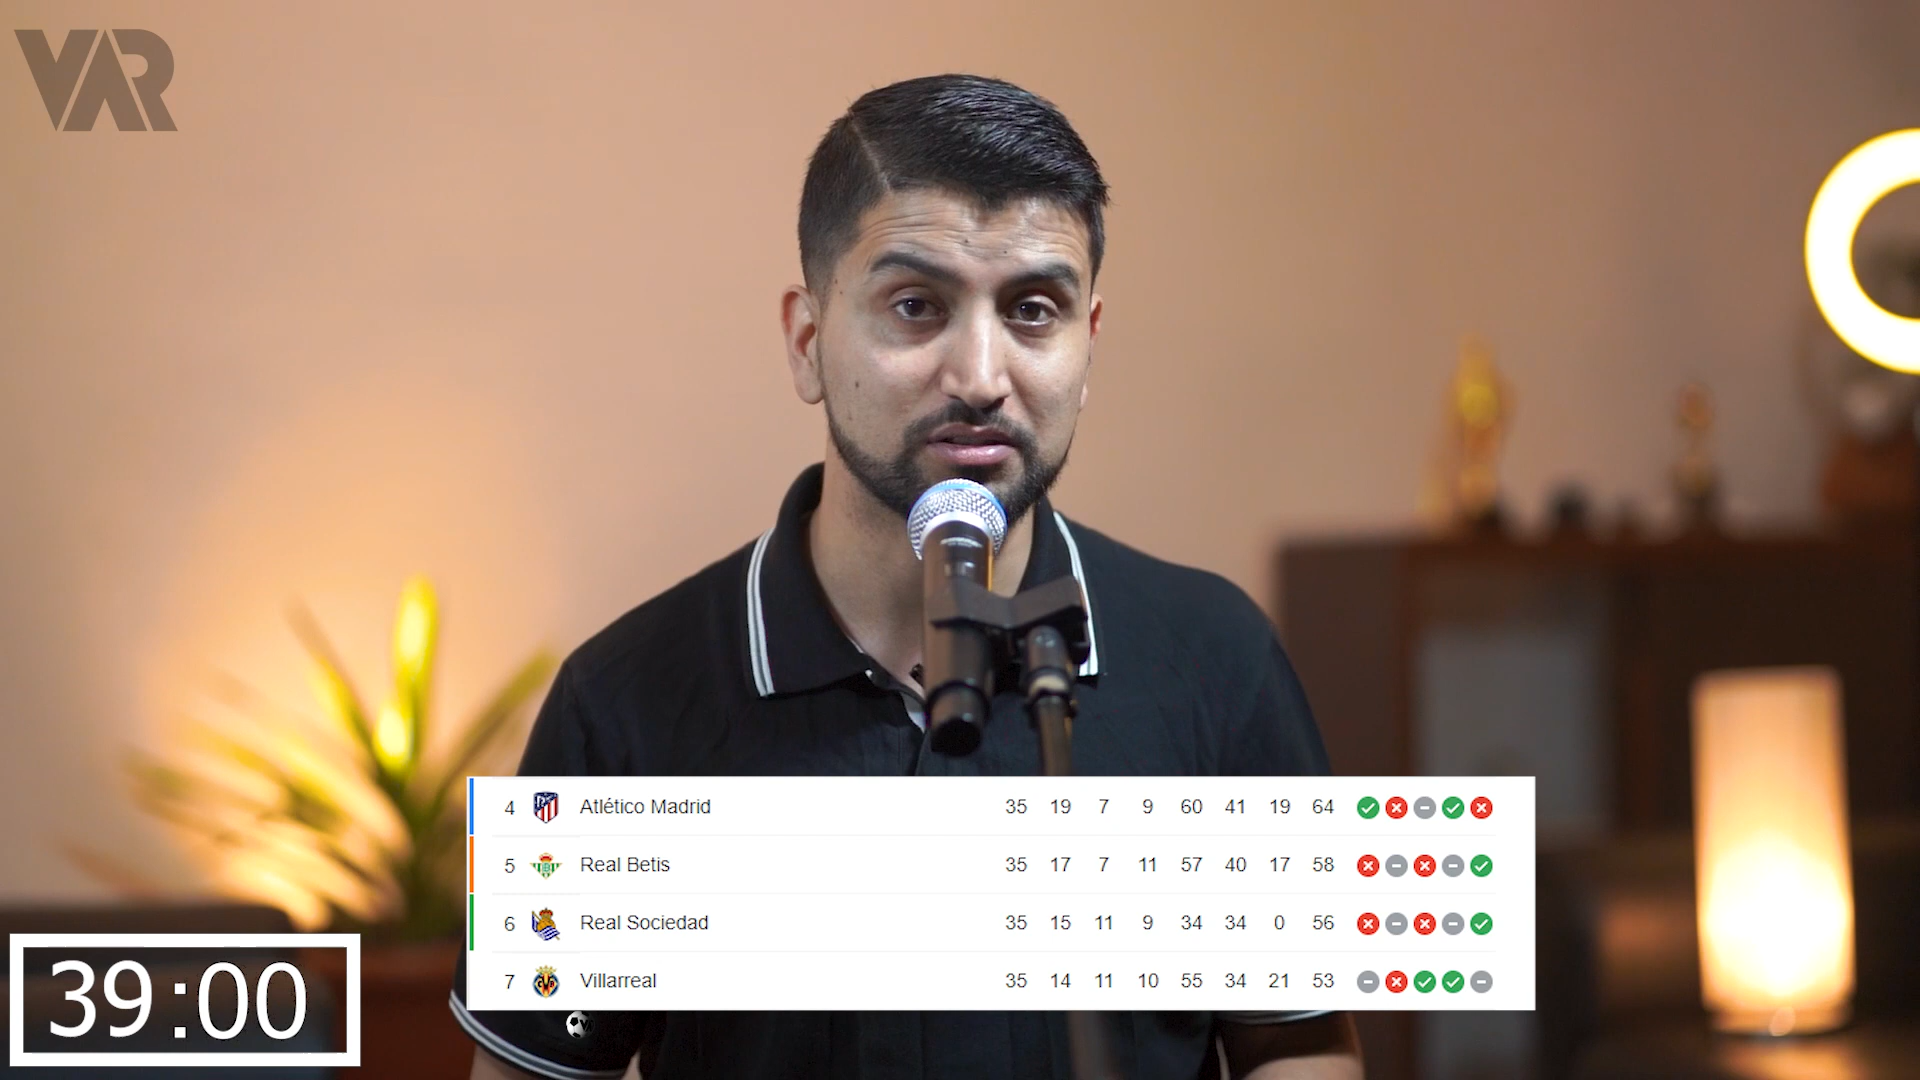 VAR
4 Atlético Madrid 35 19 7 9 60 41 19 64
5 Real Betis 35 17 7 11 57 40 17 58
6 Real Sociedad 35 15 11 9 34 34 0 56
7 Villarreal 35 14 11 10 55 34 21 53
39:00